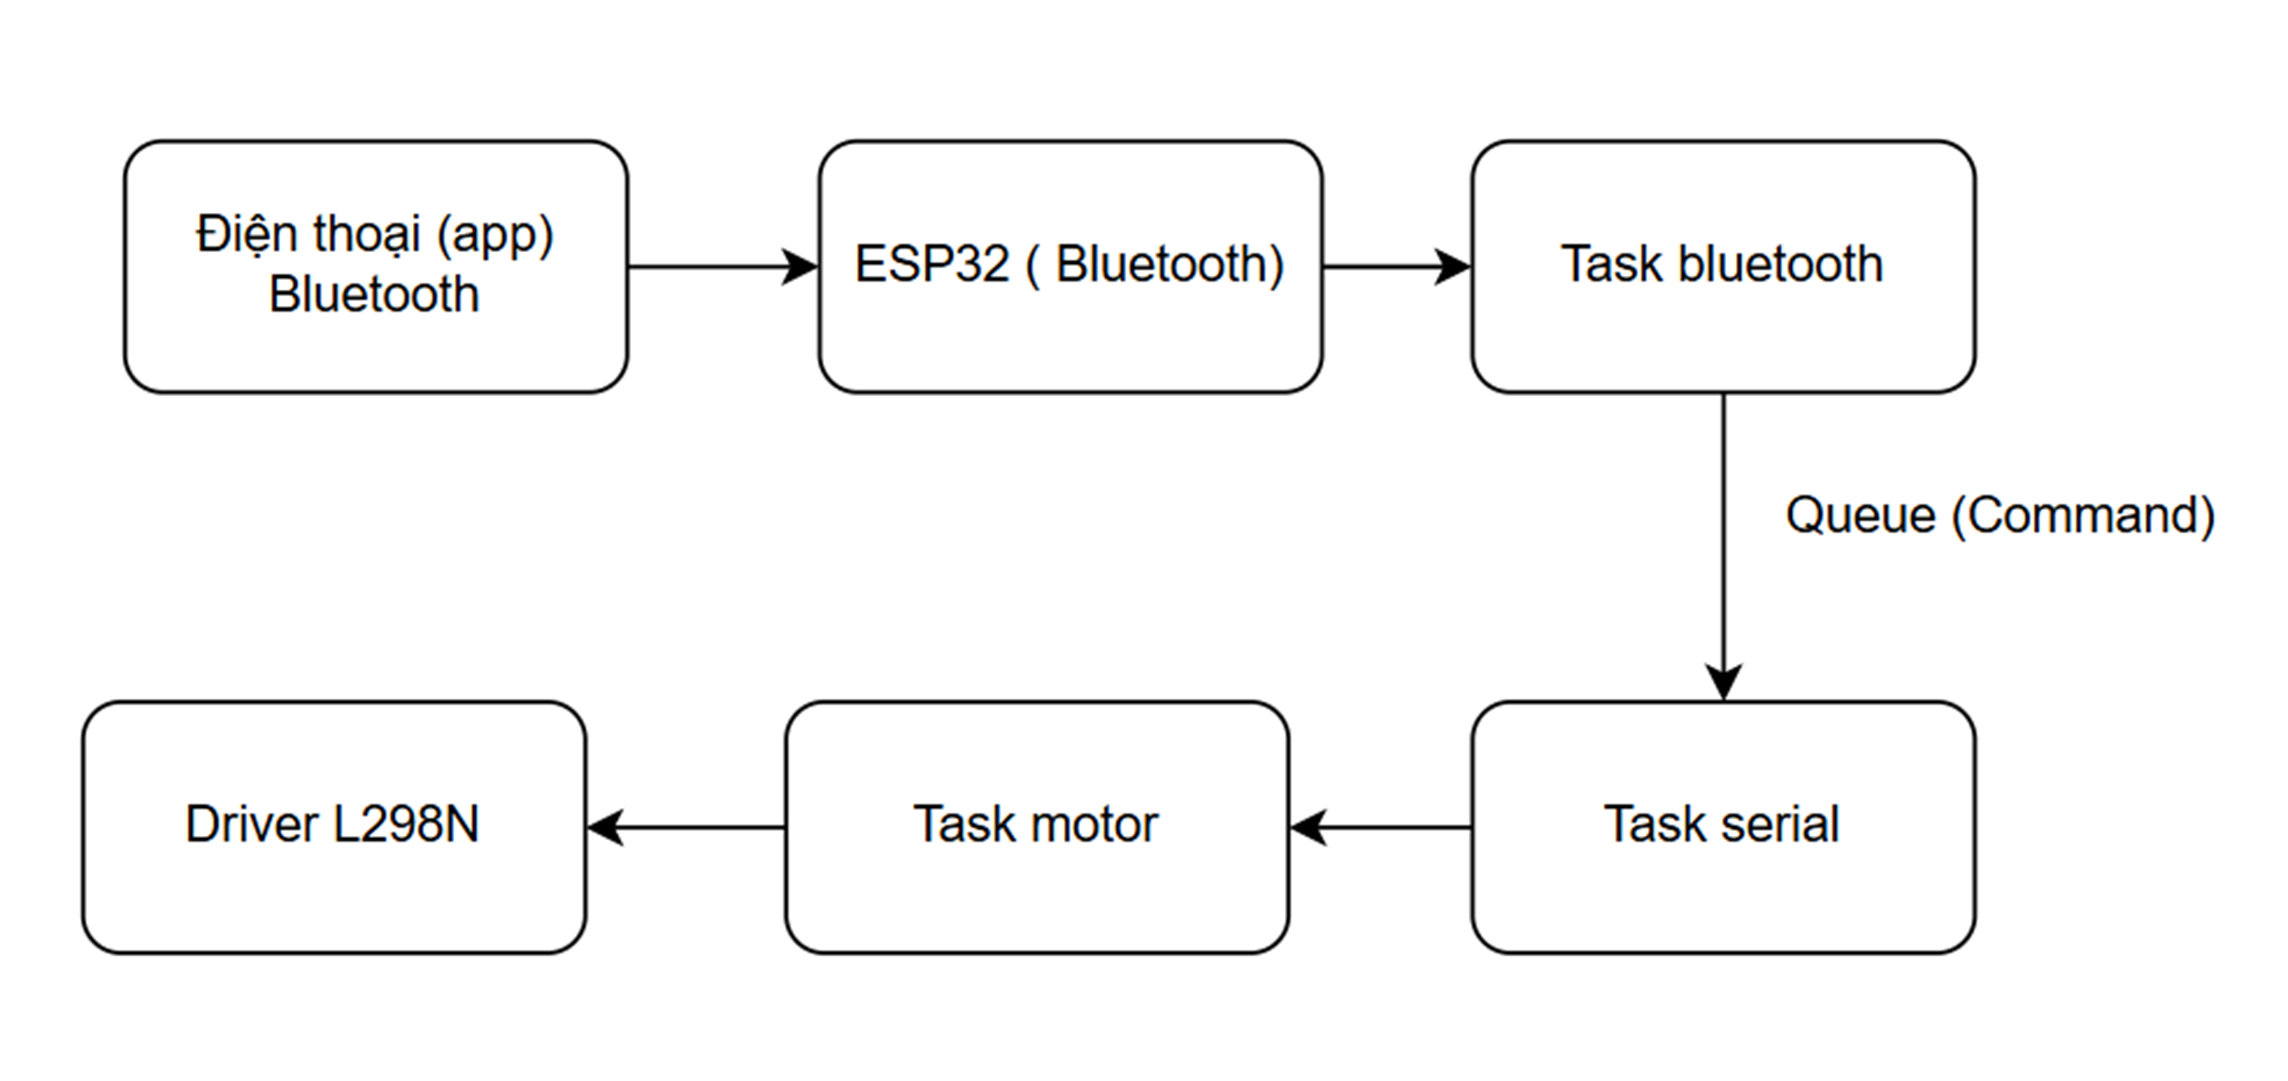 Điện thoại (app)
Bluetooth
ESP32 ( Bluetooth)
Task bluetooth
Queue (Command)
Driver L298N
Task motor
Task serial